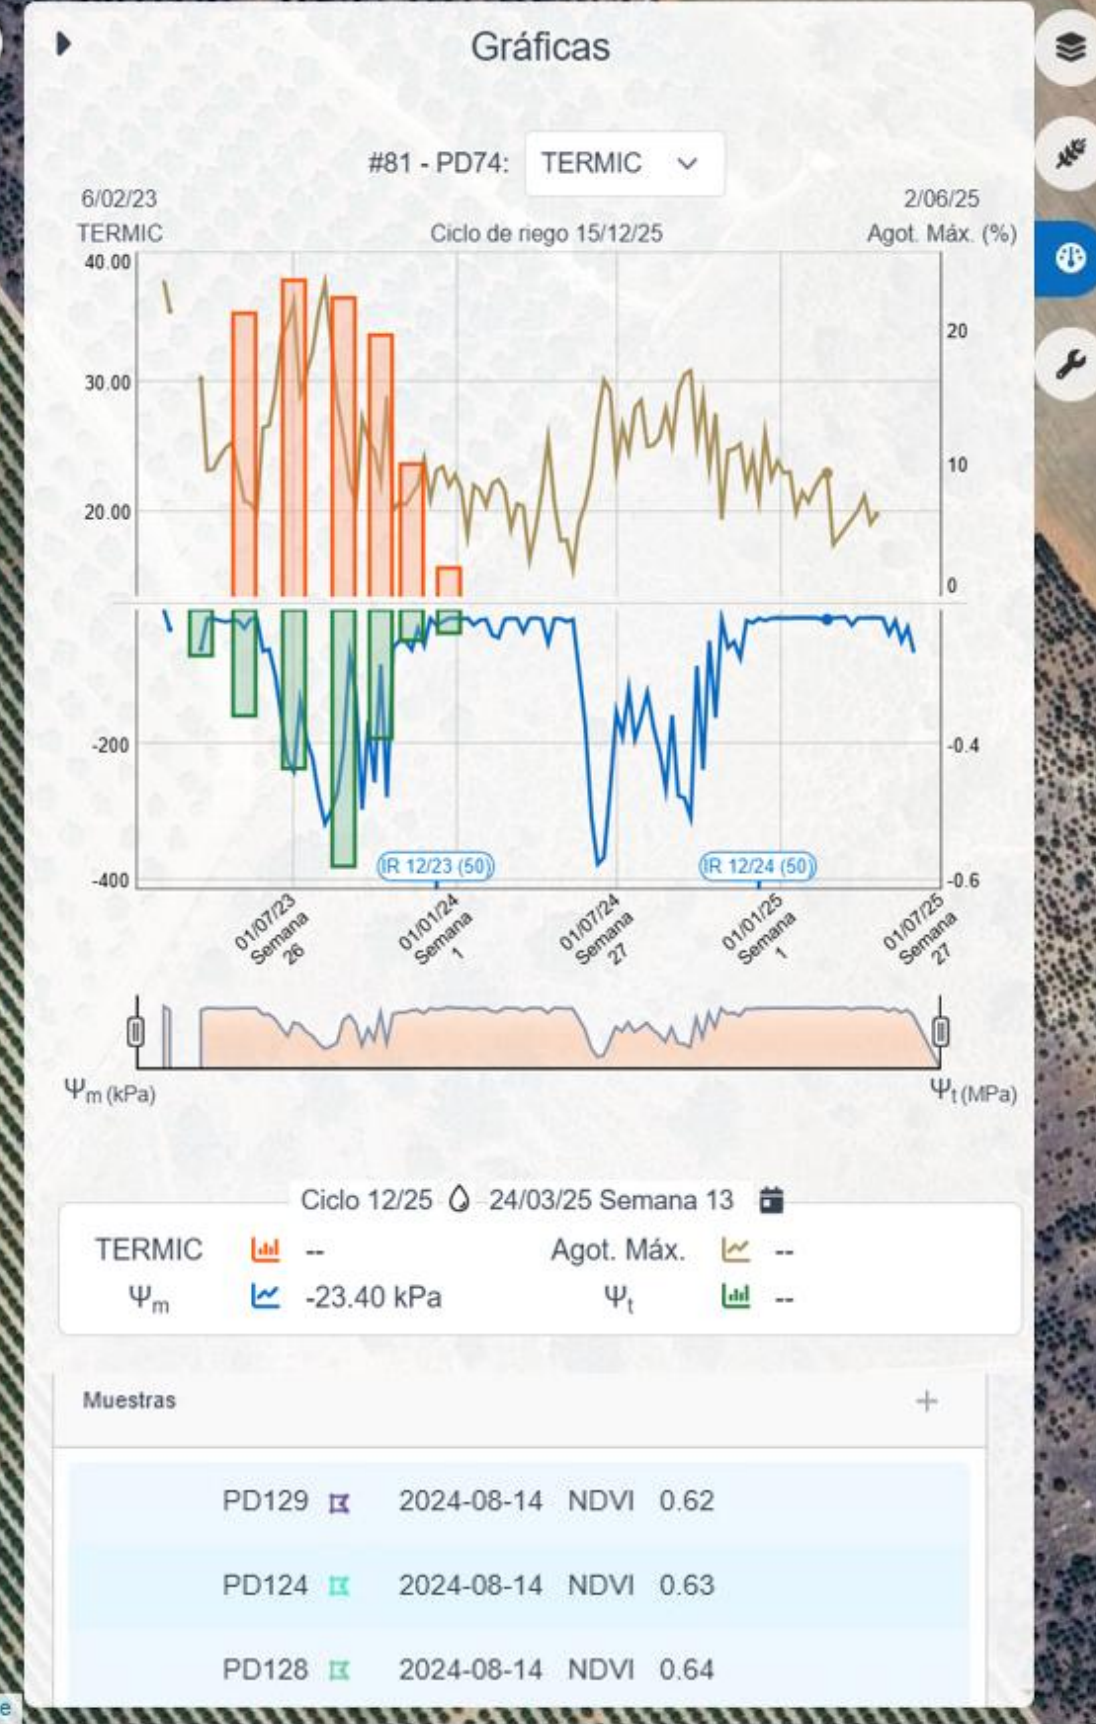 Gráficas
#81 - PD74: TERMIC
6/02/23 2/06/25
TERMIC Ciclo de riego 15/12/25 Agot. Máx. (%)
40.00
20
30.00
10
20.00
0
-200 -0.4
IR 12/23 (50) IR 12/24 (50)
-400 -0.6
01/07/23 Semana 26
01/01/24 Semana 1
01/07/24 Semana 27
01/01/25 Semana 1
01/07/25 Semana 27
Ψm (kPa) Ψt (MPa)
Ciclo 12/25 24/03/25 Semana 13
TERMIC -- Agot. Máx. --
Ψm -23.40 kPa Ψt --
Muestras +
PD129 2024-08-14 NDVI 0.62
PD124 2024-08-14 NDVI 0.63
PD128 2024-08-14 NDVI 0.64
e